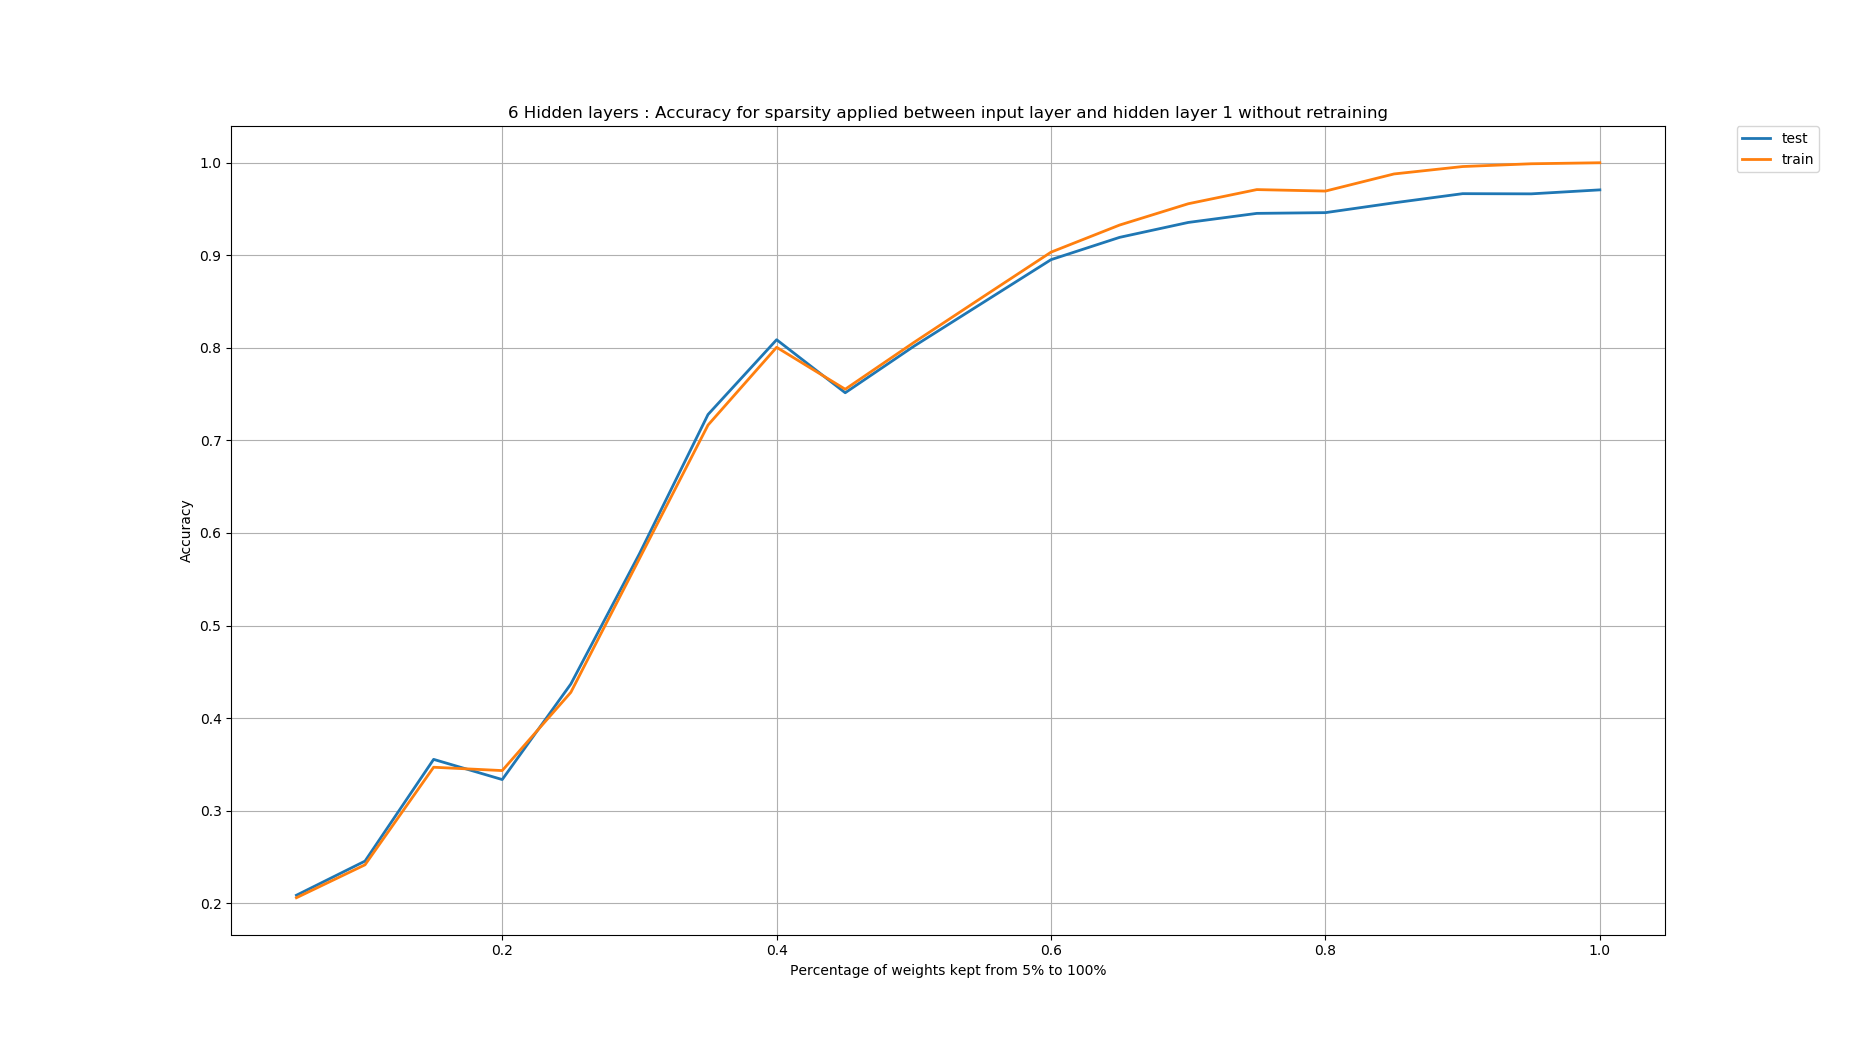 6 Hidden layers : Accuracy for sparsity applied between input layer and hidden layer 1 without retraining
test
train
1.0
0.9
0.8
0.7
0.6
0.5
0.4
0.3
0.2
Accuracy
0.2 0.4 0.6 0.8 1.0
Percentage of weights kept from 5% to 100%